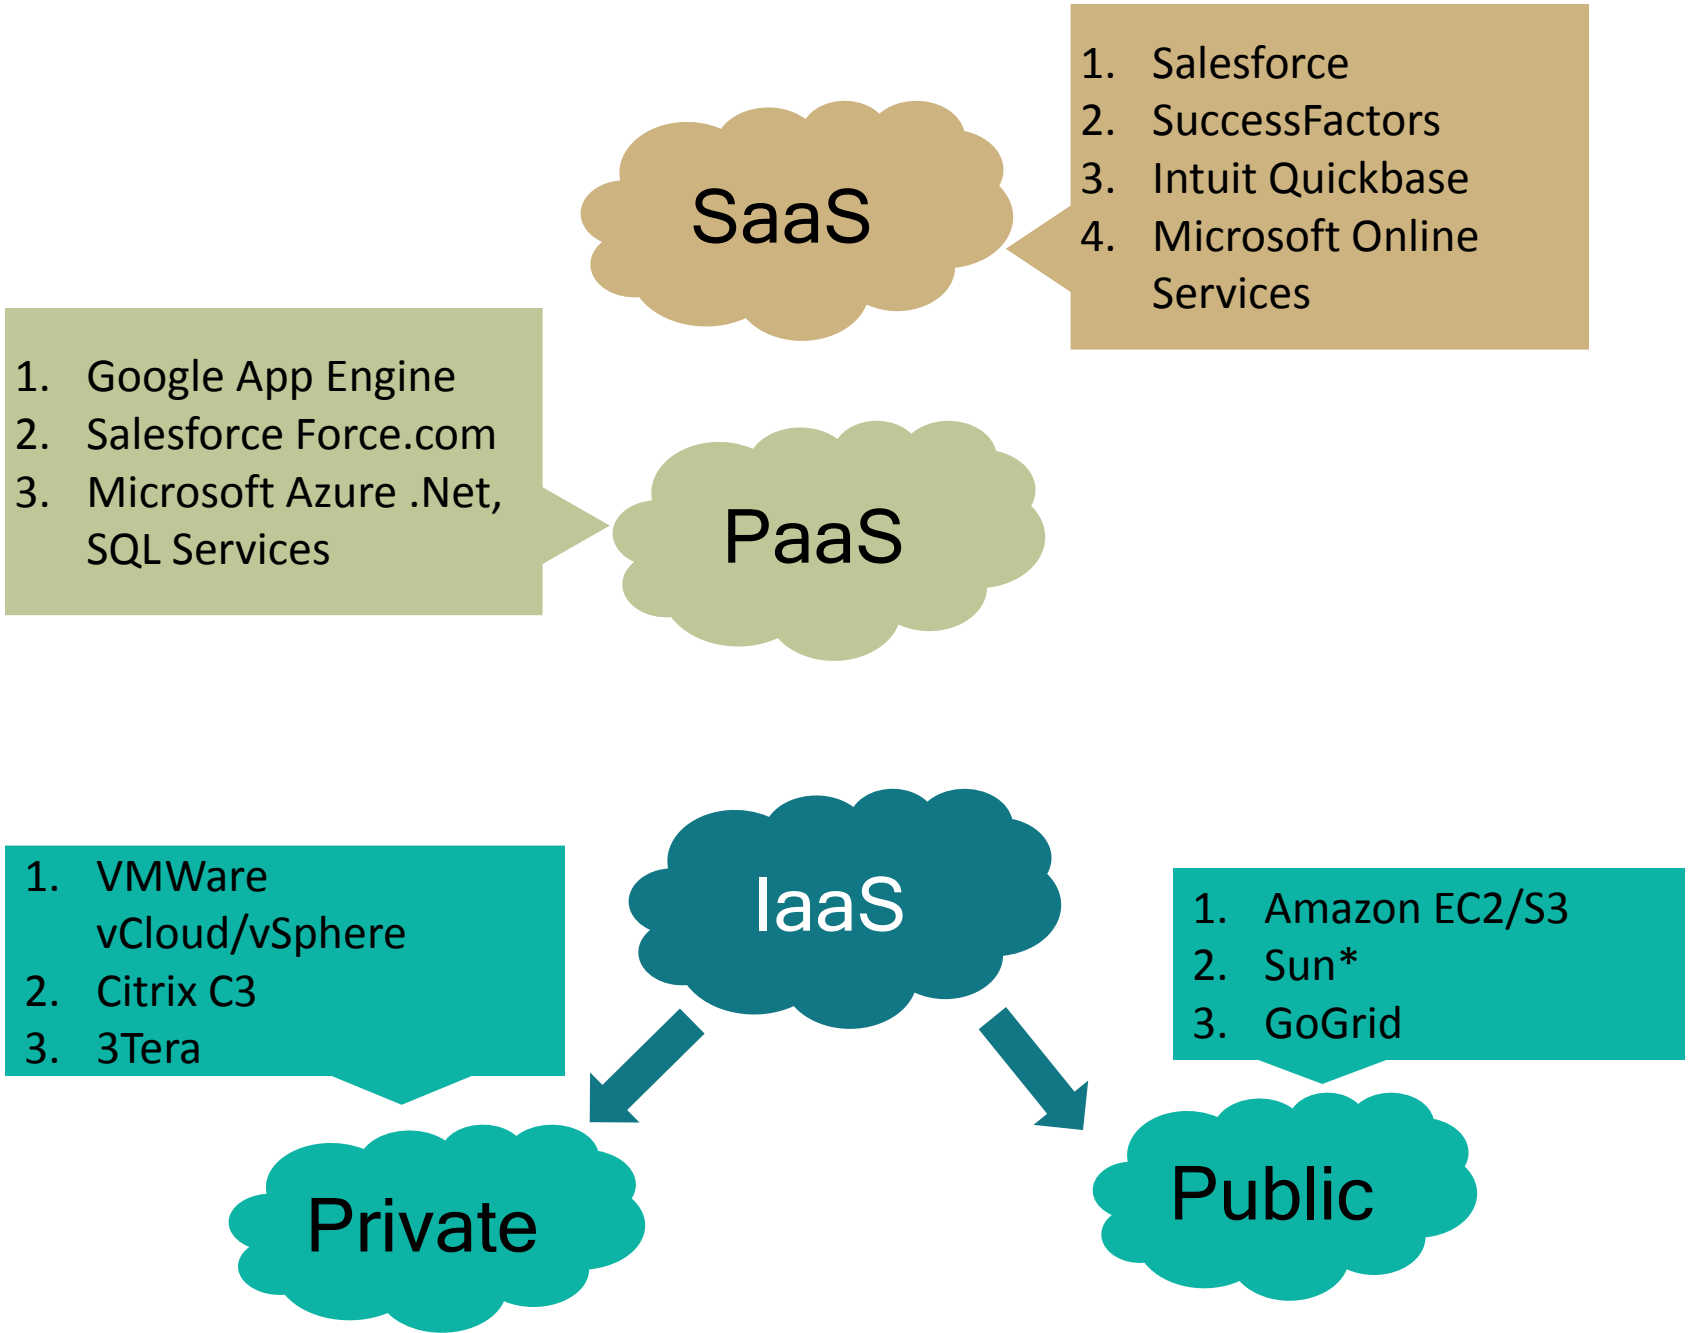 SaaS
1. Salesforce
2. SuccessFactors
3. Intuit Quickbase
4. Microsoft Online
Services
1. Google App Engine
2. Salesforce Force.com
3. Microsoft Azure .Net,
SQL Services
PaaS
IaaS
1. VMWare
vCloud/vSphere
2. Citrix C3
3. 3Tera
Private
1. Amazon EC2/S3
2. Sun*
3. GoGrid
Public